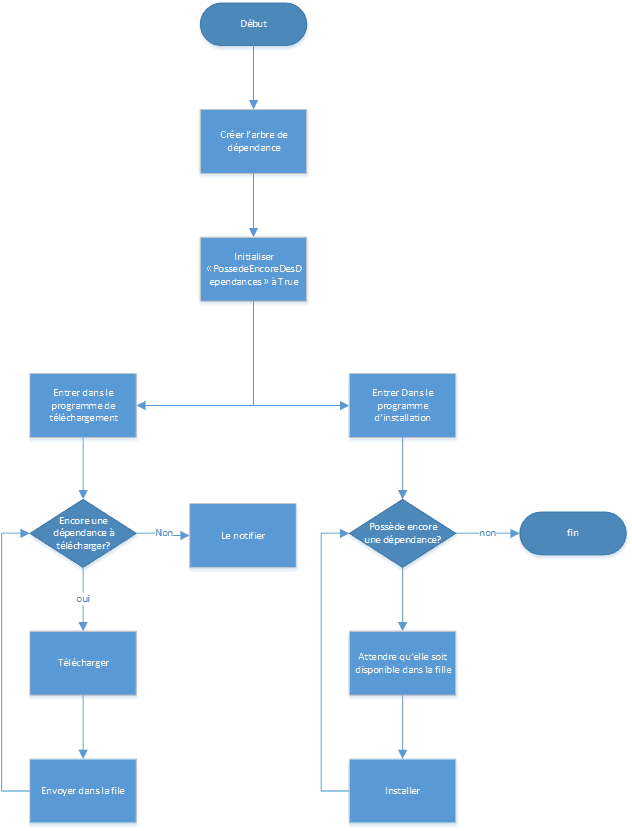 Début
Créer l'arbre de
dépendance
Initialiser
« PossedeEncoreDesD
ependances » à True
Entrer dans le
programme de
téléchargement
Entrer Dans le
programme
d'installation
Encore une
dépendance à
télécharger?
Non
Le notifier
Possède encore
une dépendance?
non
fin
oui
Télécharger
Attendre qu'elle soit
disponible dans la fille
Envoyer dans la file
Installer